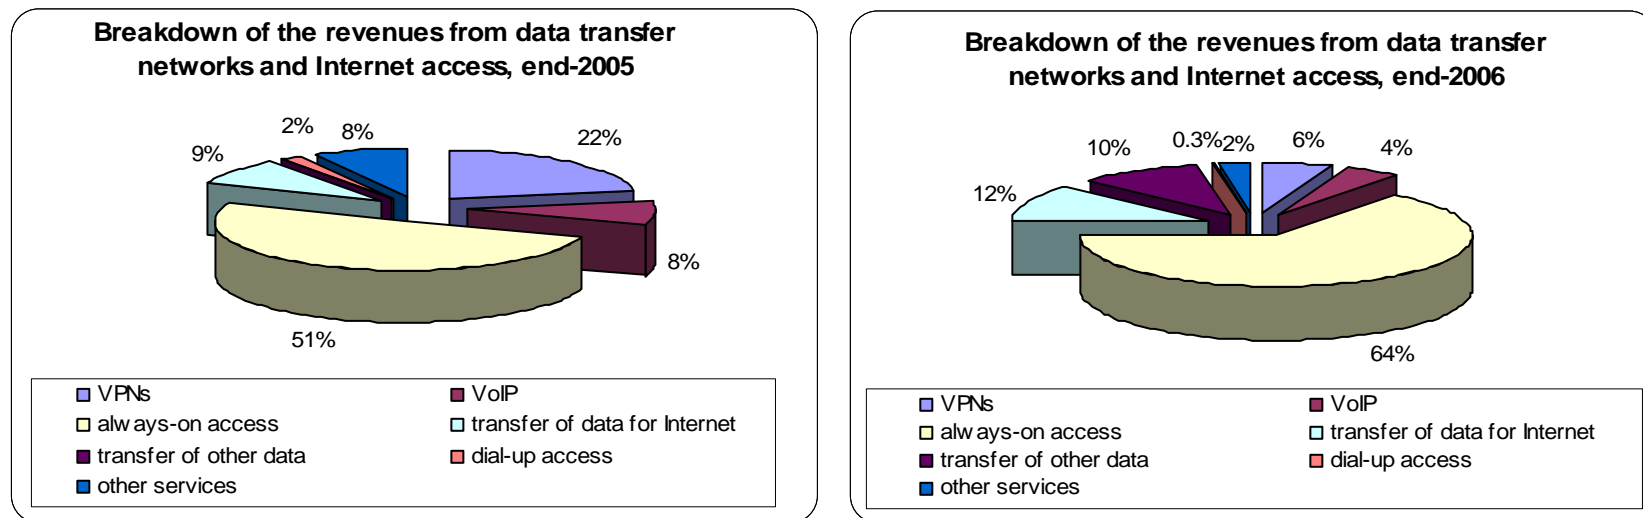 Breakdown of the revenues from data transfer
networks and Internet access, end-2005
2%
8%
22%
9%
8%
51%
VPNs
VoIP
always-on access
transfer of data for Internet
transfer of other data
dial-up access
other services
Breakdown of the revenues from data transfer
networks and Internet access, end-2006
0.3%
2%
6%
4%
10%
12%
64%
VPNs
VoIP
always-on access
transfer of data for Internet
transfer of other data
dial-up access
other services